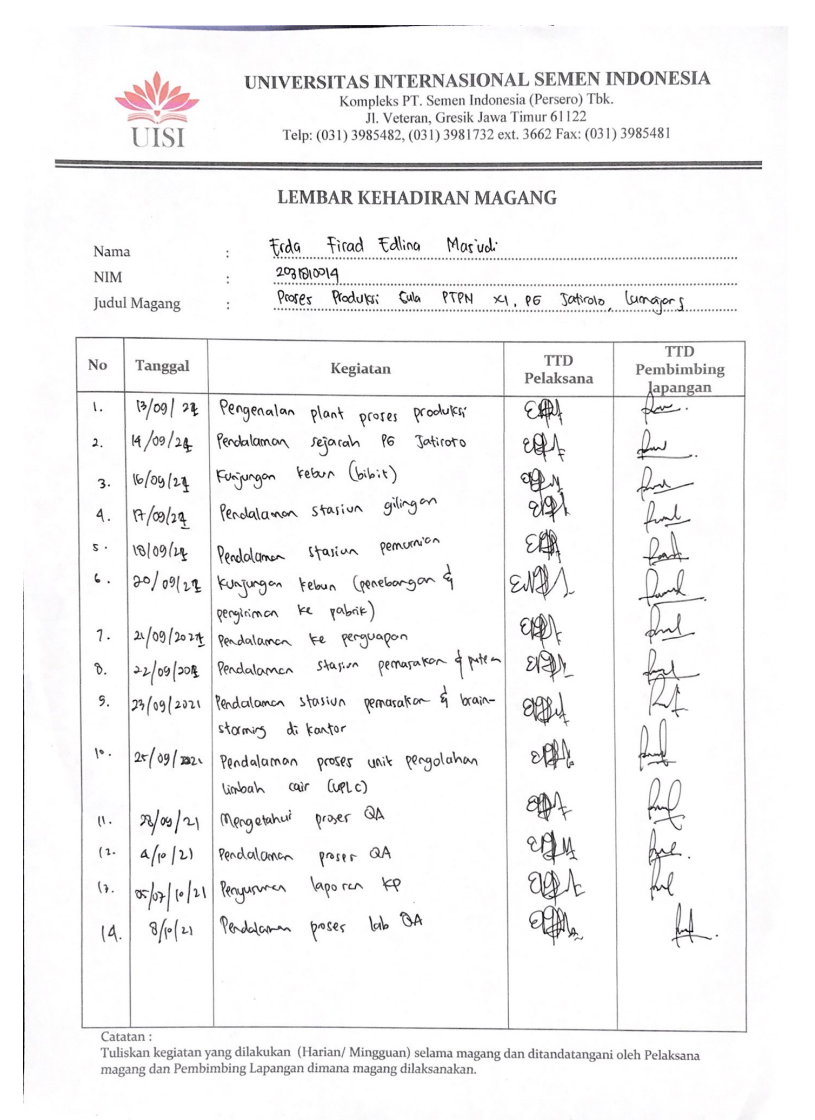 UISI
UNIVERSITAS INTERNASIONAL SEMEN INDONESIA
Kompleks PT. Semen Indonesia (Persero) Tbk.
Jl. Veteran, Gresik Jawa Timur 61122
Telp: (031) 3985482, (031) 3981732 ext. 3662 Fax: (031) 3985481
LEMBAR KEHADIRAN MAGANG
Nama : Erda Firad Edlina Mas'udi
NIM : 2031810014
Judul Magang : Proses Produksi Gula PTPN XI, PG Jatiroto, Lumajang
No Tanggal Kegiatan TTD Pelaksana TTD Pembimbing lapangan
1. 13/09/21 Pengenalan plant proses produksi
2. 14/09/21 Pendalaman sejarah PG Jatiroto
3. 16/09/21 Kunjungan kebun (bibit)
4. 17/09/21 Pendalaman stasiun gilingan
5. 18/09/21 Pendalaman stasiun pemurnian
6. 20/09/21 Kunjungan kebun (penebangan &
pengiriman ke pabrik)
7. 21/09/2021 Pendalaman ke penguapan
8. 22/09/2021 Pendalaman stasiun pemasakan & puteran
9. 23/09/2021 Pendalaman stasiun pemasakan & brain-
storming di kantor
10. 25/09/2021 Pendalaman proses unit pengolahan
limbah cair (UPLC)
11. 28/09/21 Mengetahui proses QA
12. 4/10/21 Pendalaman proses QA
13. 05/07/10/21 Penyusunan laporan KP
14. 8/10/21 Pendalaman proses lab QA
Catatan :
Tuliskan kegiatan yang dilakukan (Harian/ Mingguan) selama magang dan ditandatangani oleh Pelaksana
magang dan Pembimbing Lapangan dimana magang dilaksanakan.